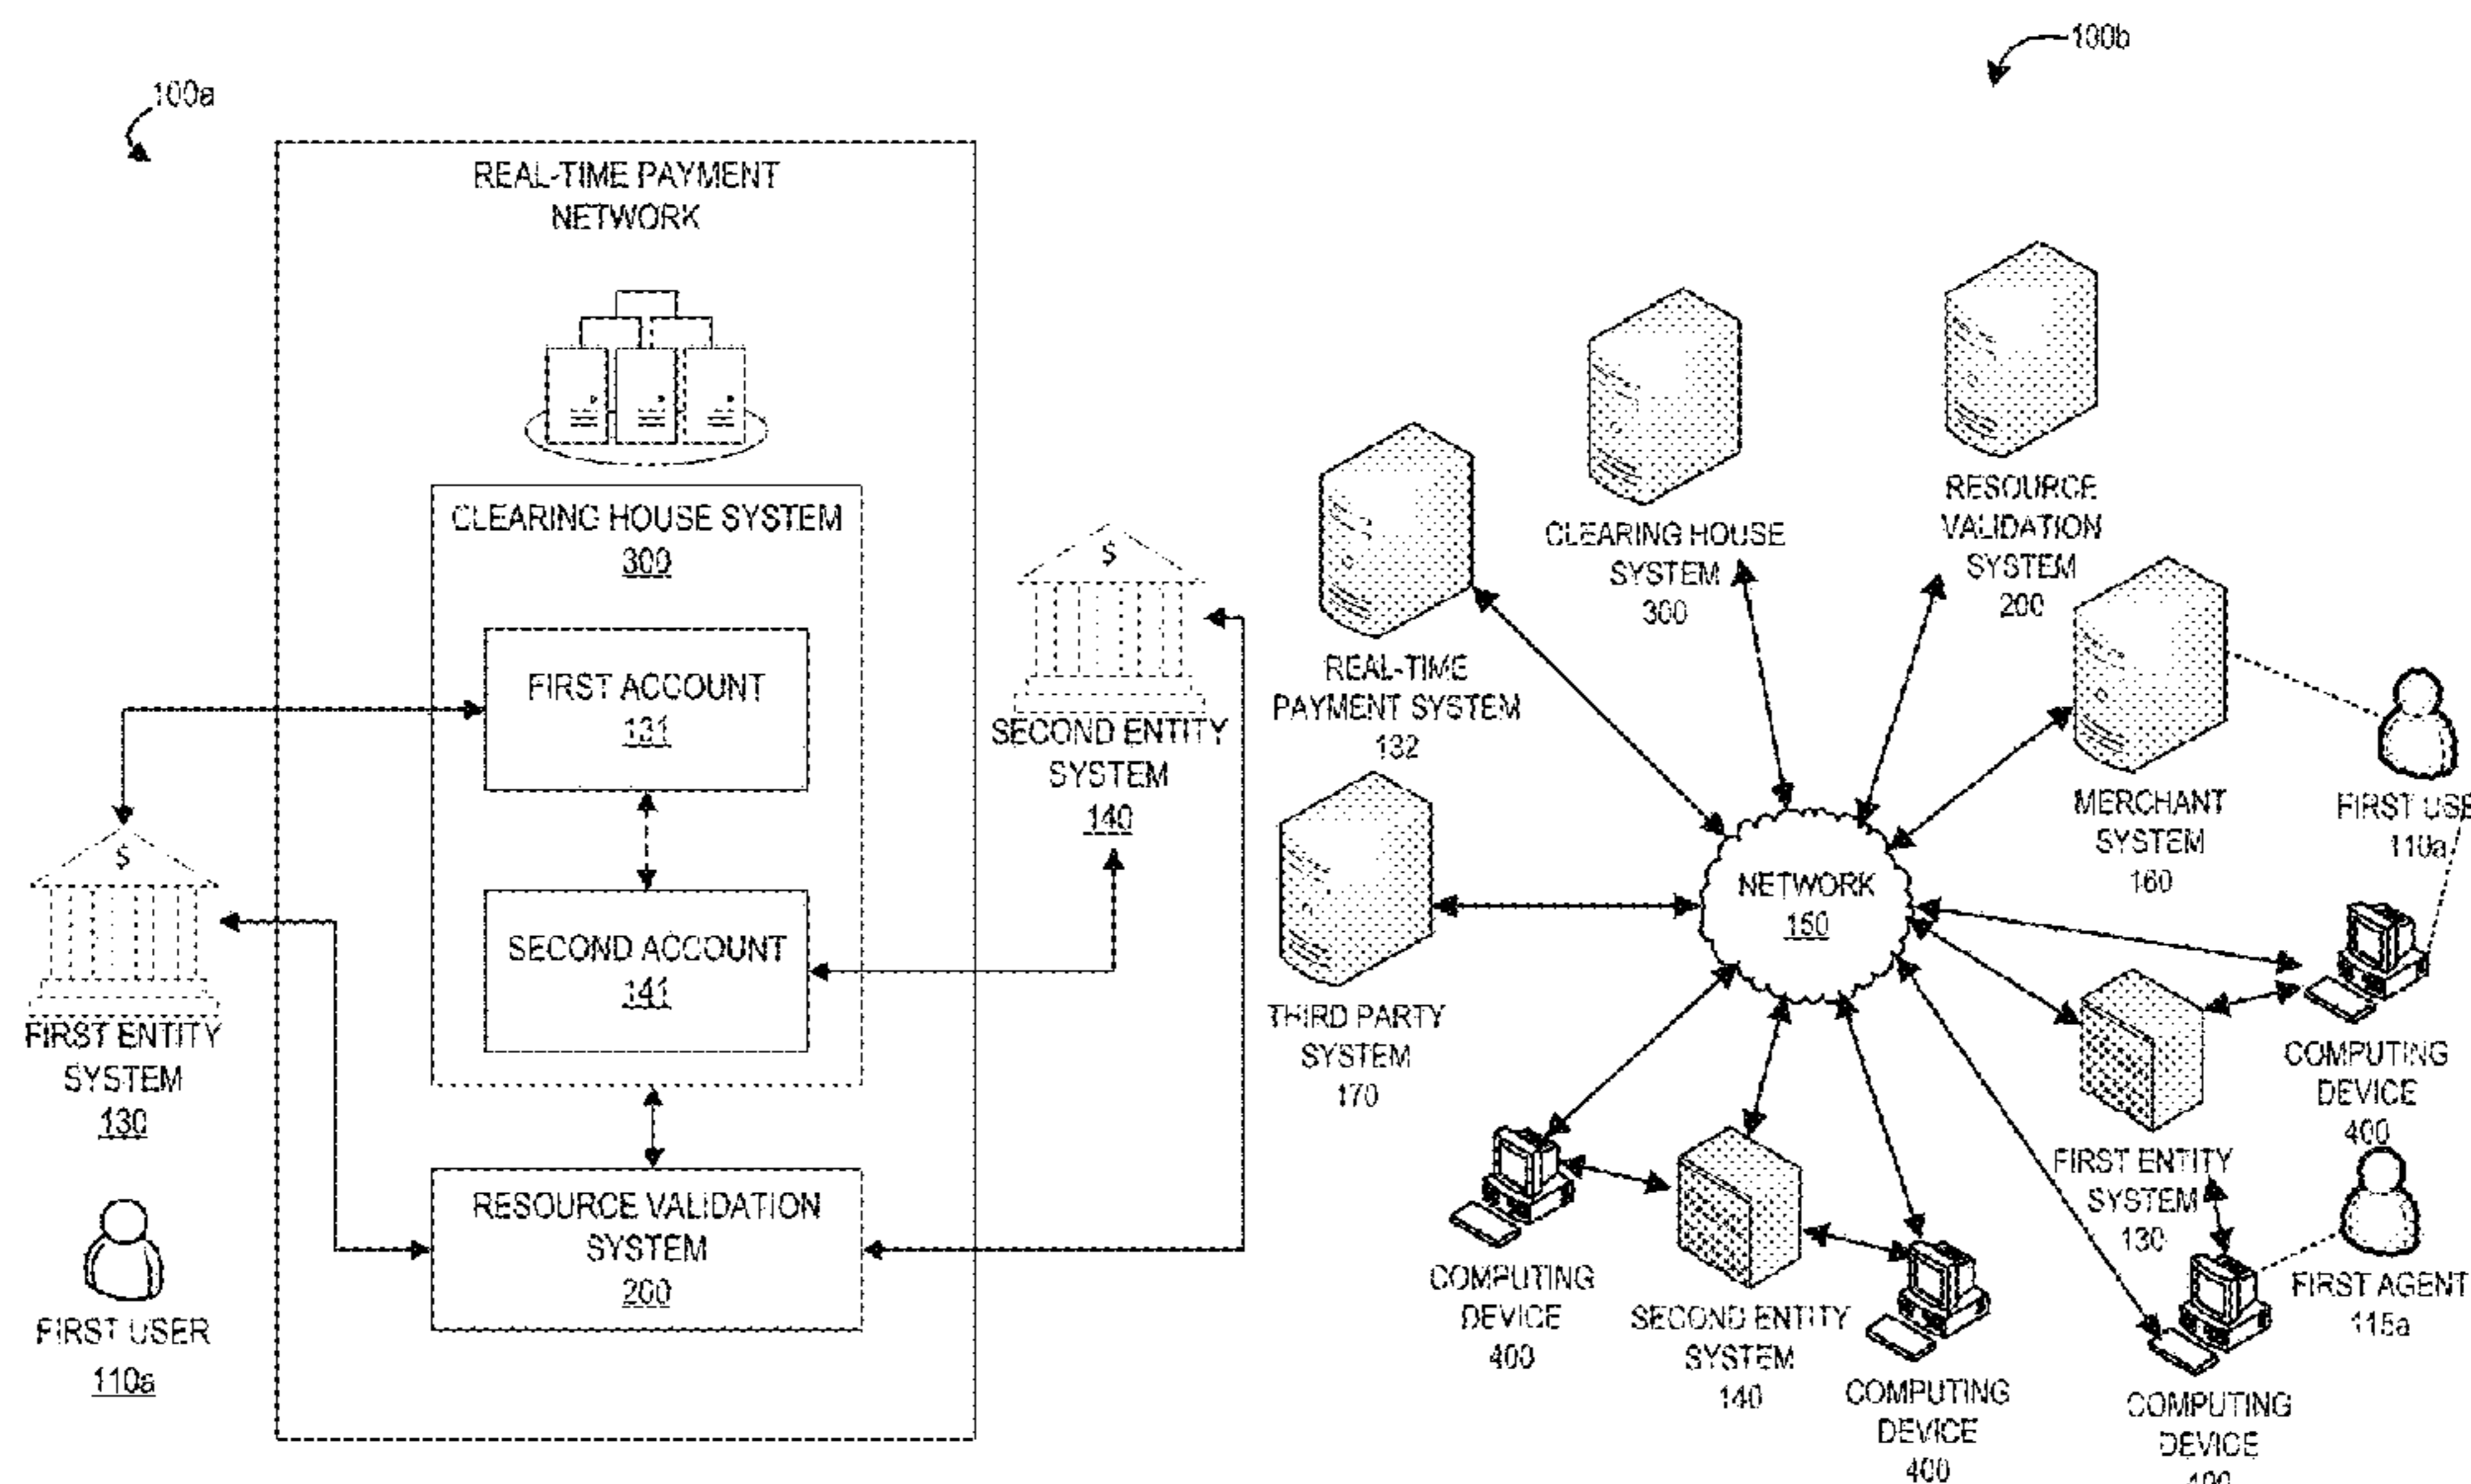 100a
REAL-TIME PAYMENT
NETWORK
CLEARING HOUSE SYSTEM
300
FIRST ACCOUNT
131
SECOND ACCOUNT
141
RESOURCE VALIDATION
SYSTEM
200
$
FIRST ENTITY
SYSTEM
130
FIRST USER
110a
$
SECOND ENTITY
SYSTEM
140
100b
REAL-TIME
PAYMENT SYSTEM
132
CLEARING HOUSE
SYSTEM
300
RESOURCE
VALIDATION
SYSTEM
200
MERCHANT
SYSTEM
160
FIRST USE
110a
NETWORK
150
THIRD PARTY
SYSTEM
170
COMPUTING
DEVICE
400
FIRST ENTITY
SYSTEM
130
FIRST AGENT
115a
COMPUTING
DEVICE
400
SECOND ENTITY
SYSTEM
140
COMPUTING
DEVICE
400
COMPUTING
DEVICE